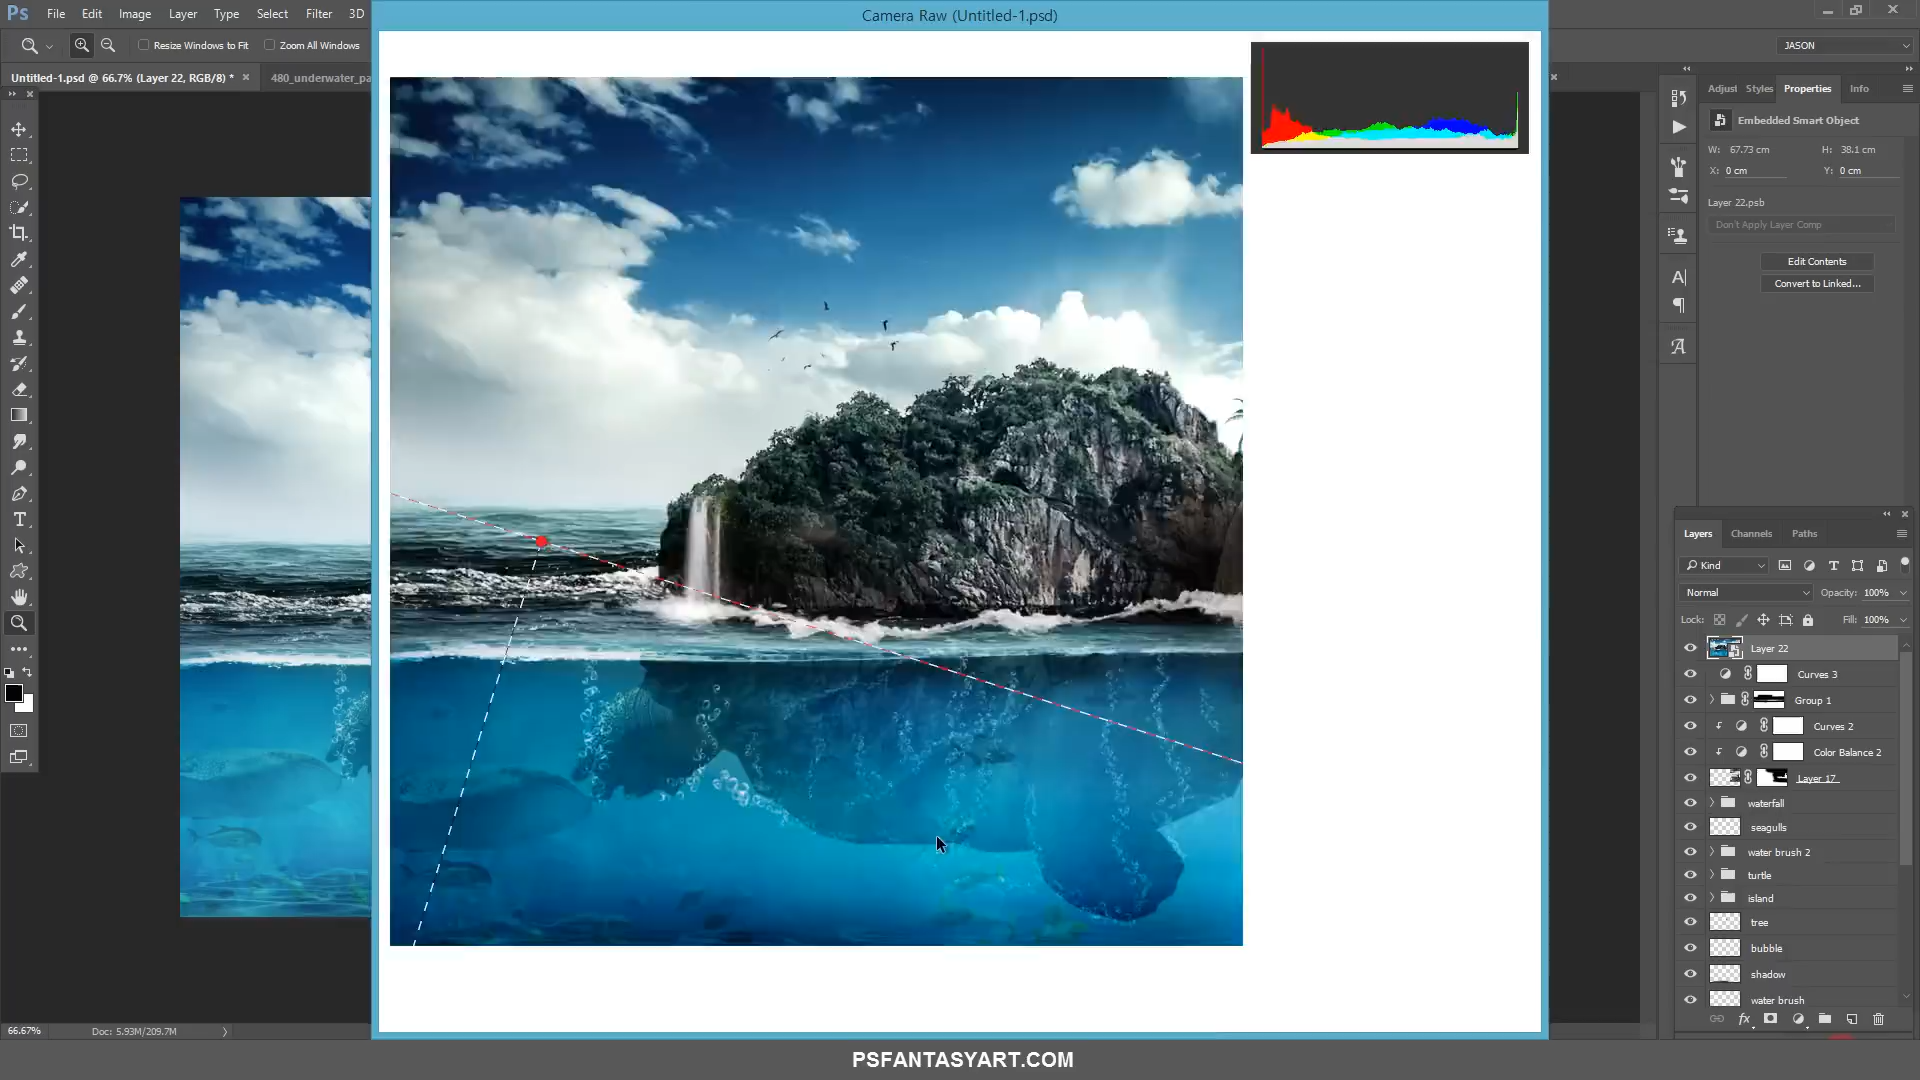 Ps File Edit Image Layer Type Select Filter 3D
Camera Raw (Untitled-1.psd)
Resize Windows to Fit Zoom All Windows
JASON
Untitled-1.psd @ 66.7% (Layer 22, RGB/8) * ×
480_underwater_pa
Adjust Styles Properties Info
Embedded Smart Object
W: 67.73 cm H: 38.1 cm
X: 0 cm Y: 0 cm
Layer 22.psb
Don't Apply Layer Comp
Edit Contents
Convert to Linked...
Layers Channels Paths
Kind
Normal Opacity: 100%
Lock: Fill: 100%
Layer 22
Curves 3
Group 1
Curves 2
Color Balance 2
Layer 17
waterfall
seagulls
water brush 2
turtle
island
tree
bubble
shadow
water brush
fx
66.67% Doc: 5.93M/209.7M
PSFANTASYART.COM